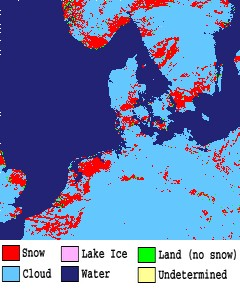 Snow Lake Ice Land (no snow)
Cloud Water Undetermined